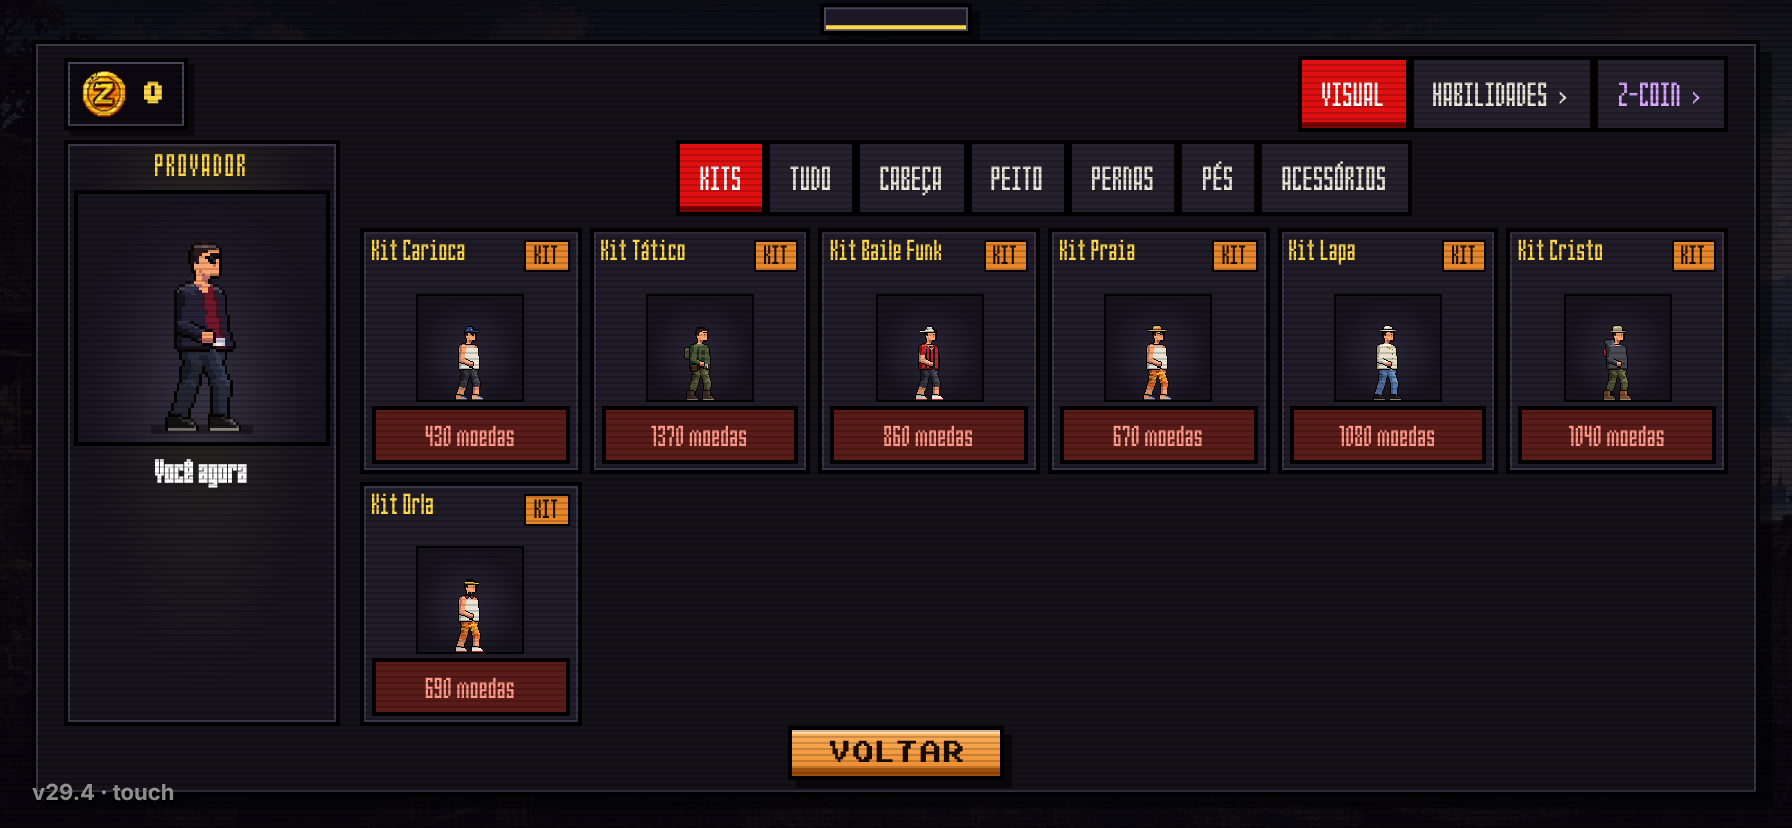 Z 0
VISUAL
HABILIDADES >
Z-COIN >
PROVADOR
KITS
TUDO
CABEÇA
PEITO
PERNAS
PÉS
ACESSÓRIOS
Kit Carioca KIT
Kit Tático KIT
Kit Baile Funk KIT
Kit Praia KIT
Kit Lapa KIT
Kit Cristo KIT
430 moedas
1370 moedas
860 moedas
670 moedas
1080 moedas
1040 moedas
Você agora
Kit Orla KIT
690 moedas
VOLTAR
v29.4 · touch